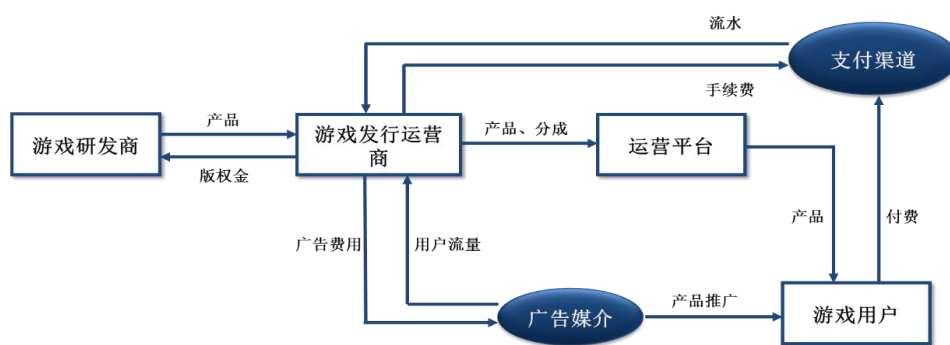 流水
支付渠道
手续费
产品
游戏研发商
版权金
游戏发行运营
商
产品、分成
运营平台
产品
付费
广告费用
用户流量
广告媒介
产品推广
游戏用户